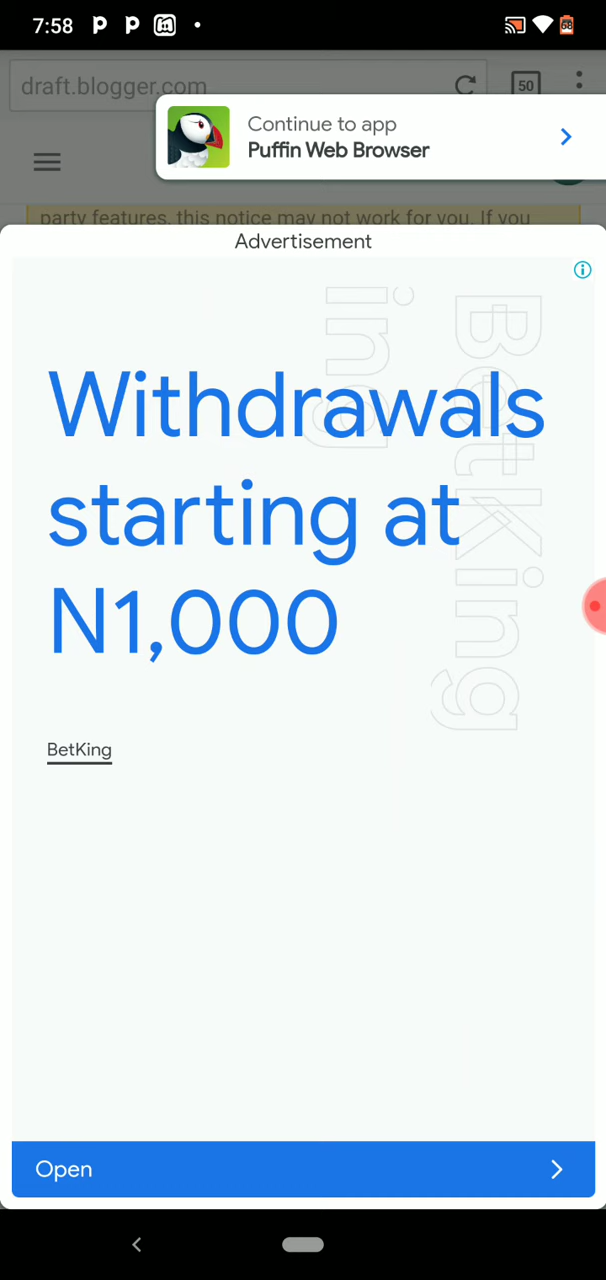 7:58
68
draft.blogger.com
50
Continue to app
Puffin Web Browser
party features, this notice may not work for you. If you
Advertisement
BetKing
Withdrawals
starting at
N1,000
BetKing
Open